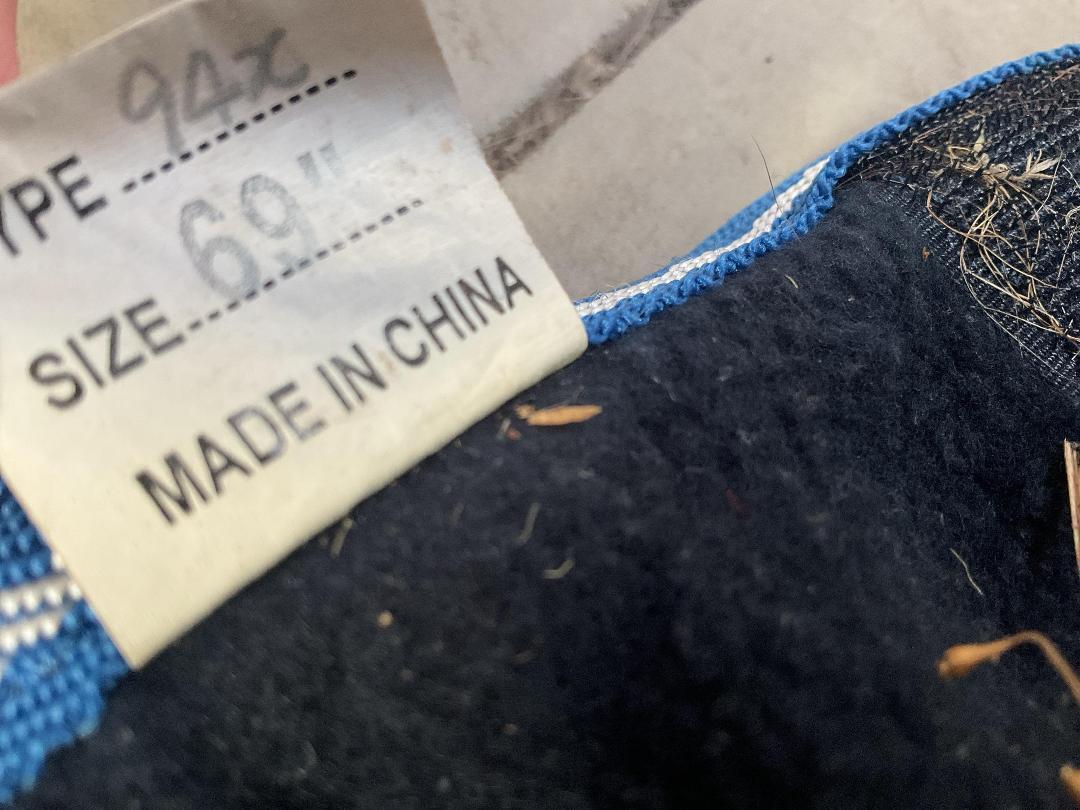 YPE 94x
SIZE 69"
MADE IN CHINA